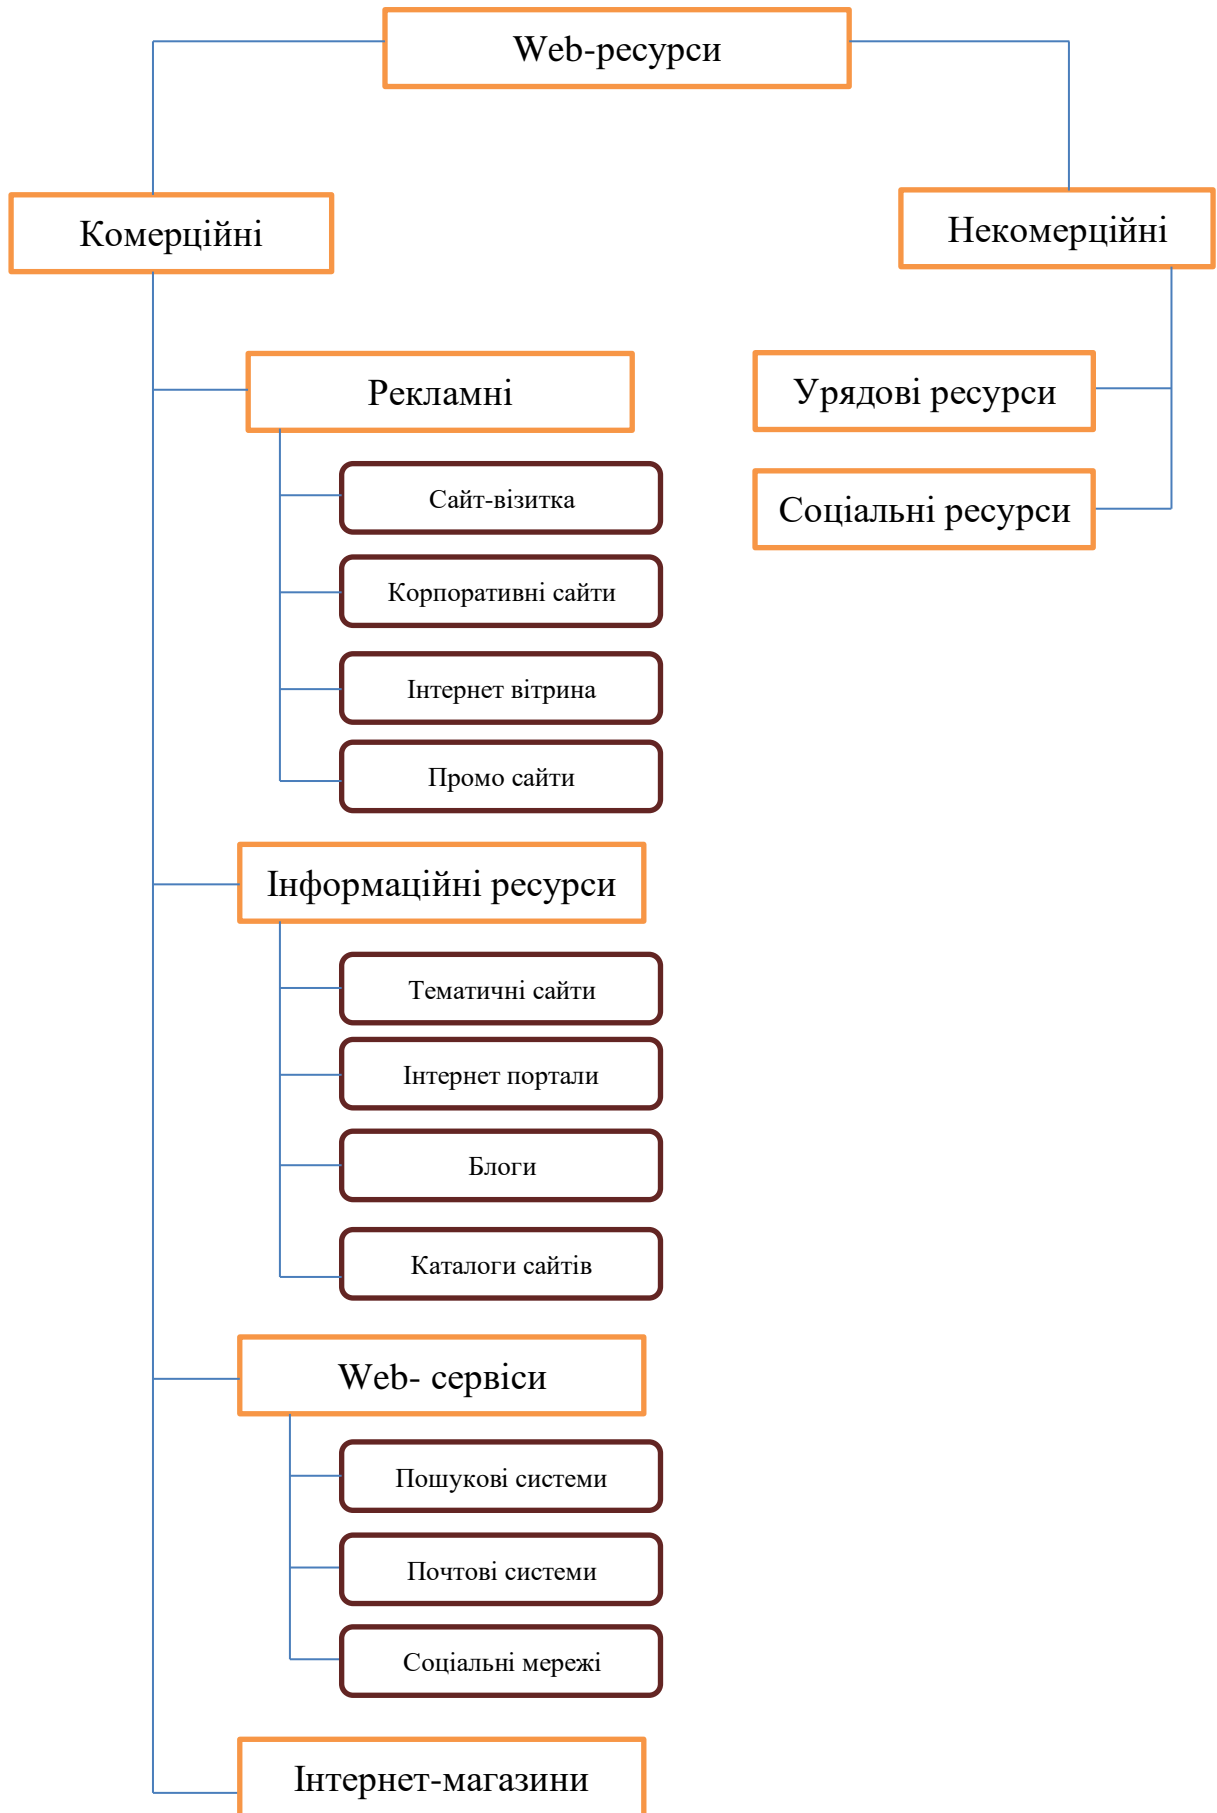 Web-ресурси
Комерційні
Некомерційні
Рекламні
Урядові ресурси
Сайт-візитка
Соціальні ресурси
Корпоративні сайти
Інтернет вітрина
Промо сайти
Інформаційні ресурси
Тематичні сайти
Інтернет портали
Блоги
Каталоги сайтів
Web- сервіси
Пошукові системи
Почтові системи
Соціальні мережі
Інтернет-магазини